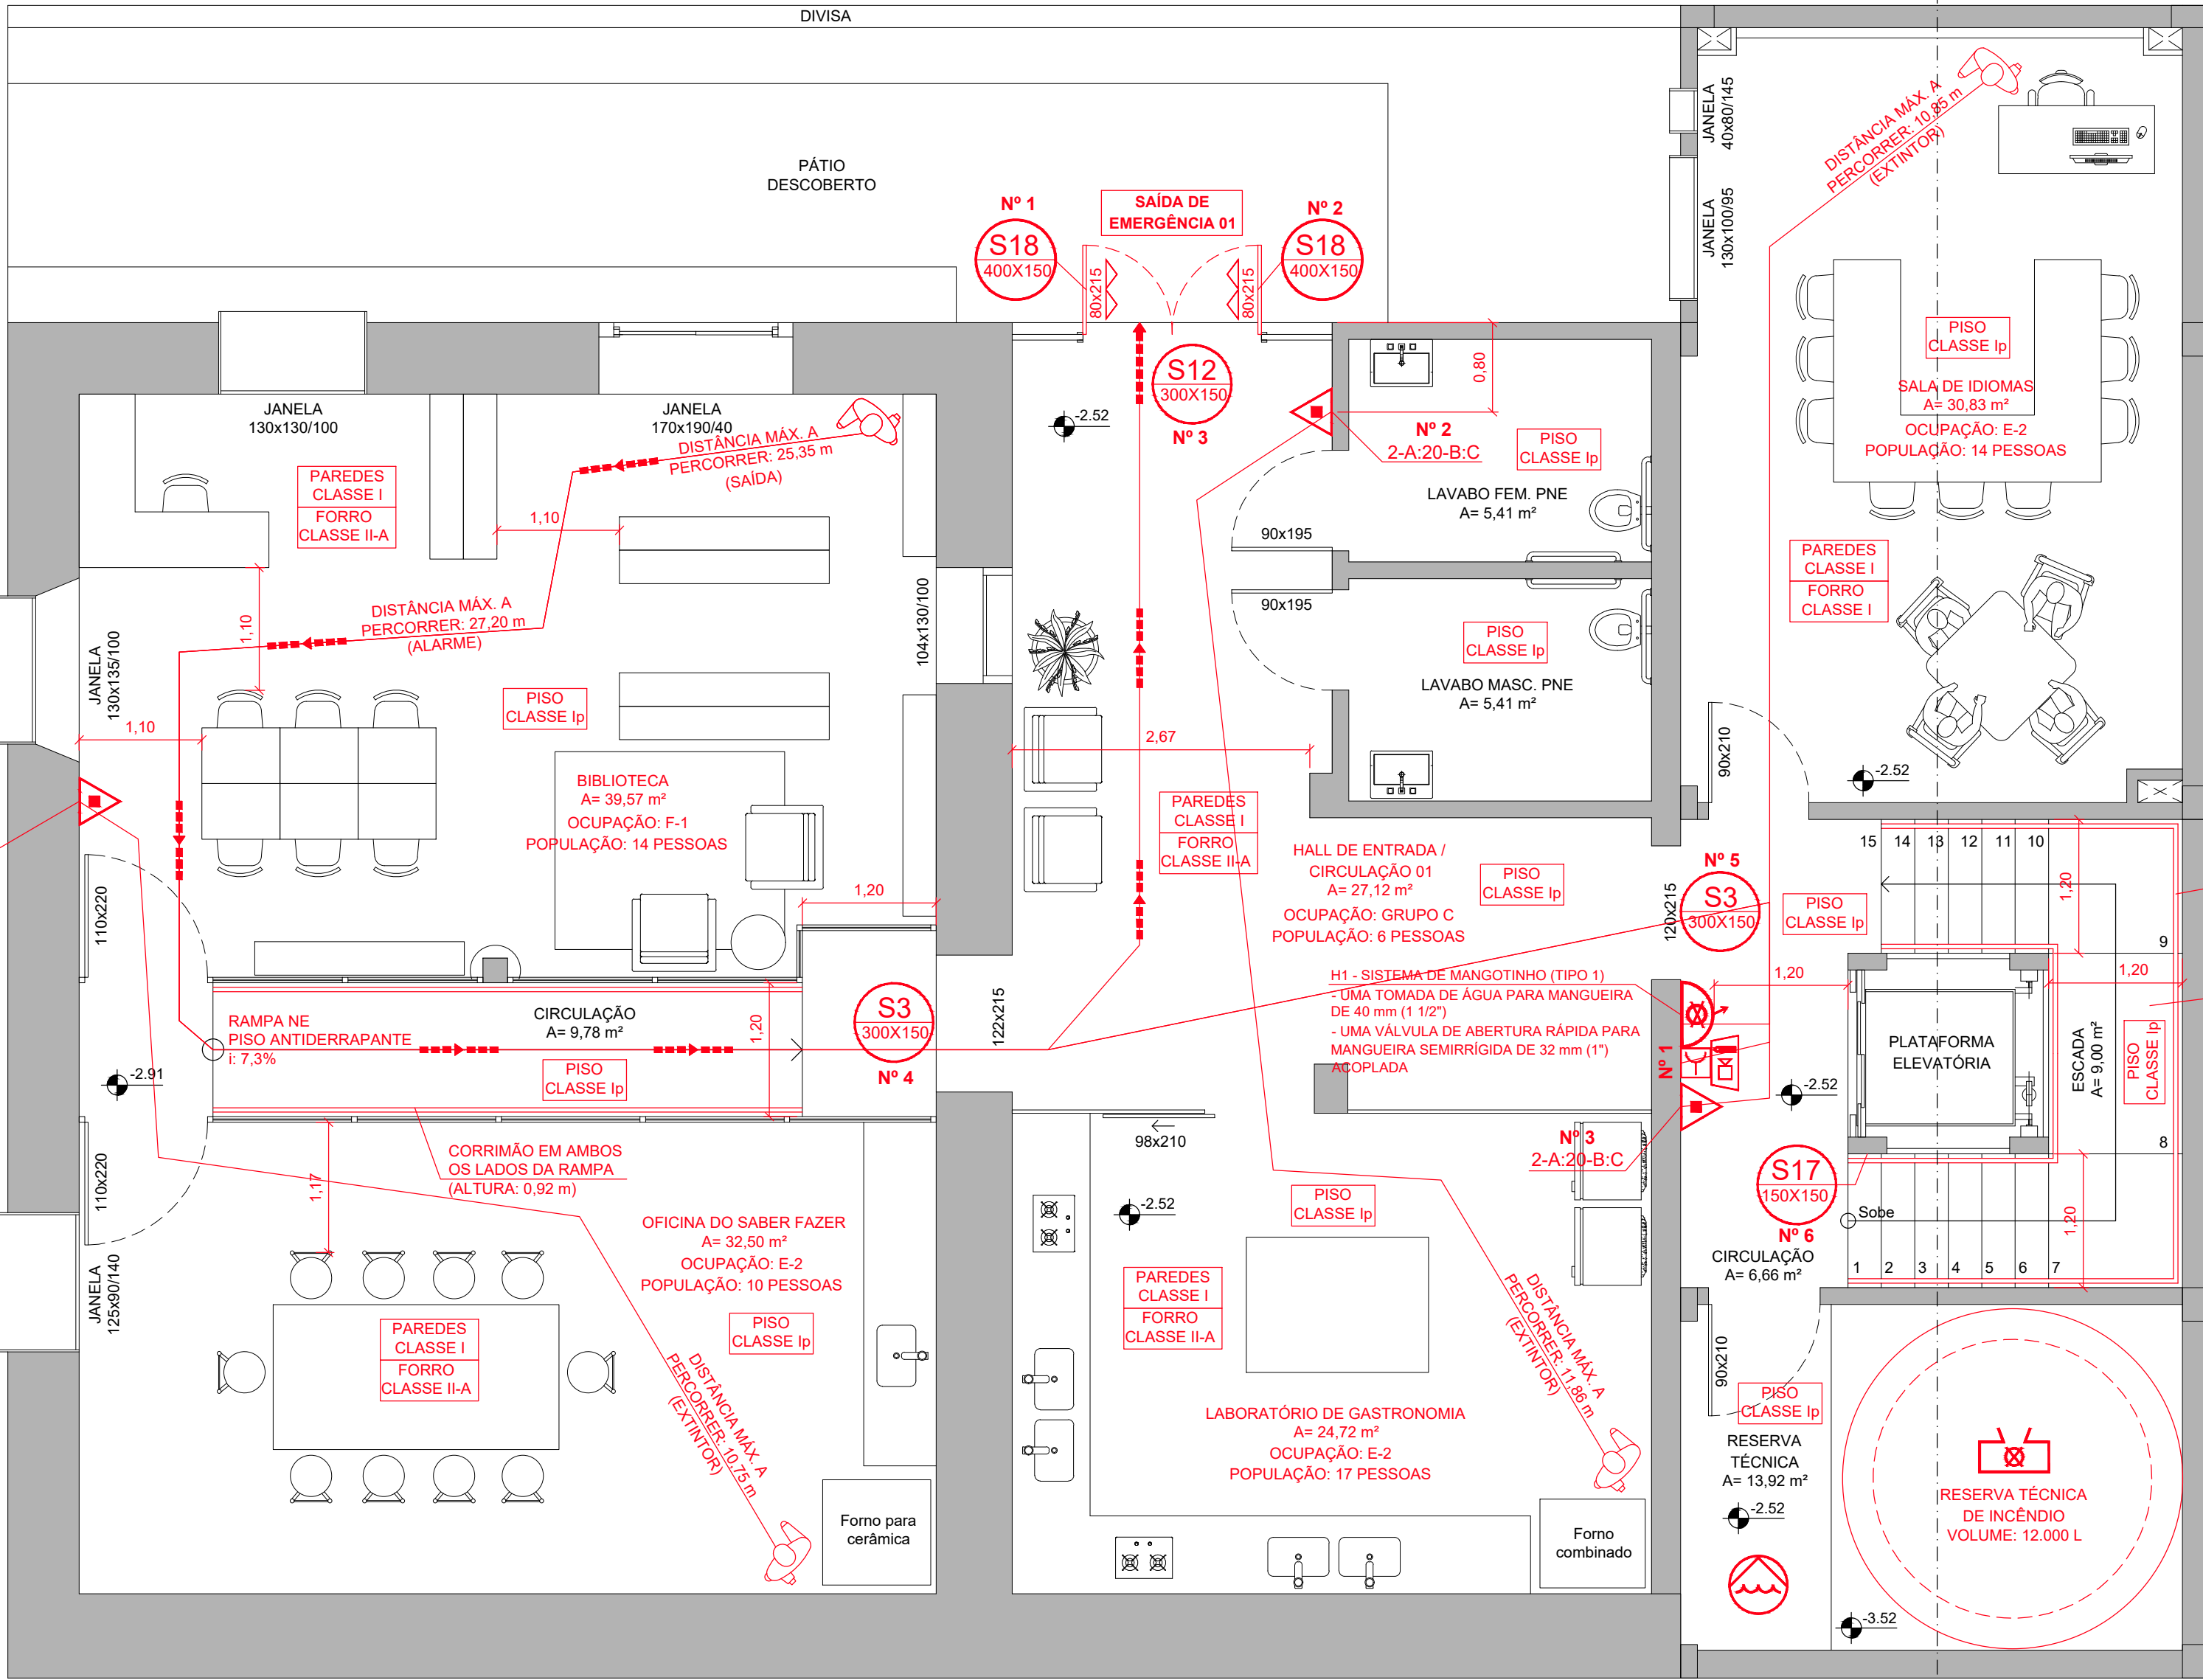 DIVISA
PÁTIO
DESCOBERTO
Nº 1
S18
400X150
SAÍDA DE
EMERGÊNCIA 01
Nº 2
S18
400X150
80x215
80x215
S12
300X150
Nº 3
-2.52
0,80
Nº 2
2-A:20-B:C
PISO
CLASSE Ip
LAVABO FEM. PNE
A= 5,41 m²
90x195
90x195
PISO
CLASSE Ip
LAVABO MASC. PNE
A= 5,41 m²
JANELA
40x80/145
JANELA
130x100/95
DISTÂNCIA MÁX. A
PERCORRER: 10,85 m
(EXTINTOR)
PISO
CLASSE Ip
SALA DE IDIOMAS
A= 30,83 m²
OCUPAÇÃO: E-2
POPULAÇÃO: 14 PESSOAS
PAREDES
CLASSE I
FORRO
CLASSE I
90x210
-2.52
JANELA
130x130/100
JANELA
170x190/40
DISTÂNCIA MÁX. A
PERCORRER: 25,35 m
(SAÍDA)
PAREDES
CLASSE I
FORRO
CLASSE II-A
1,10
1,10
DISTÂNCIA MÁX. A
PERCORRER: 27,20 m
(ALARME)
104x130/100
JANELA
130x135/100
1,10
PISO
CLASSE Ip
BIBLIOTECA
A= 39,57 m²
OCUPAÇÃO: F-1
POPULAÇÃO: 14 PESSOAS
1,20
110x220
2,67
PAREDES
CLASSE I
FORRO
CLASSE II-A
HALL DE ENTRADA /
CIRCULAÇÃO 01
A= 27,12 m²
OCUPAÇÃO: GRUPO C
POPULAÇÃO: 6 PESSOAS
PISO
CLASSE Ip
Nº 5
S3
300X150
120x215
PISO
CLASSE Ip
15
14
13
12
11
10
9
8
1,20
1,20
1,20
H1 - SISTEMA DE MANGOTINHO (TIPO 1)
- UMA TOMADA DE ÁGUA PARA MANGUEIRA
DE 40 mm (1 1/2")
- UMA VÁLVULA DE ABERTURA RÁPIDA PARA
MANGUEIRA SEMIRRÍGIDA DE 32 mm (1")
ACOPLADA
Nº 1
PLATAFORMA
ELEVATÓRIA
ESCADA
A= 9,00 m²
PISO
CLASSE Ip
-2.52
RAMPA NE
PISO ANTIDERRAPANTE
i: 7,3%
CIRCULAÇÃO
A= 9,78 m²
PISO
CLASSE Ip
1,20
S3
300X150
Nº 4
122x215
-2.91
98x210
CORRIMÃO EM AMBOS
OS LADOS DA RAMPA
(ALTURA: 0,92 m)
1,17
110x220
JANELA
125x90/140
OFICINA DO SABER FAZER
A= 32,50 m²
OCUPAÇÃO: E-2
POPULAÇÃO: 10 PESSOAS
PISO
CLASSE Ip
PAREDES
CLASSE I
FORRO
CLASSE II-A
DISTÂNCIA MÁX. A
PERCORRER: 10,75 m
(EXTINTOR)
Forno para
cerâmica
-2.52
PISO
CLASSE Ip
PAREDES
CLASSE I
FORRO
CLASSE II-A
Nº 3
2-A:20-B:C
DISTÂNCIA MÁX. A
PERCORRER: 11,86 m
(EXTINTOR)
LABORATÓRIO DE GASTRONOMIA
A= 24,72 m²
OCUPAÇÃO: E-2
POPULAÇÃO: 17 PESSOAS
Forno
combinado
S17
150X150
Nº 6
Sobe
1,20
CIRCULAÇÃO
A= 6,66 m²
1
2
3
4
5
6
7
90x210
PISO
CLASSE Ip
RESERVA
TÉCNICA
A= 13,92 m²
-2.52
RESERVA TÉCNICA
DE INCÊNDIO
VOLUME: 12.000 L
-3.52